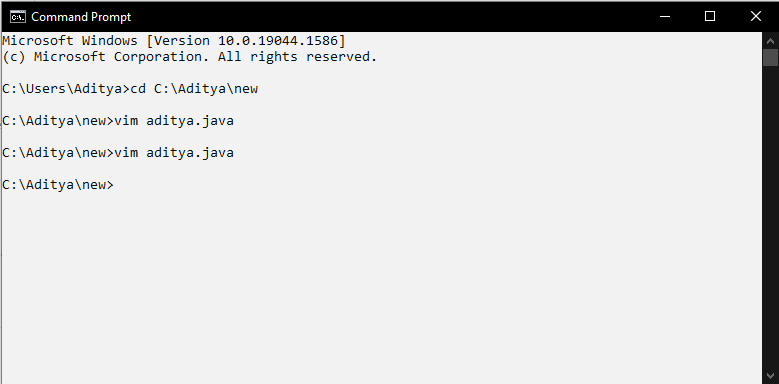 Command Prompt
Microsoft Windows [Version 10.0.19044.1586]
(c) Microsoft Corporation. All rights reserved.
C:\Users\Aditya>cd C:\Aditya\new
C:\Aditya\new>vim aditya.java
C:\Aditya\new>vim aditya.java
C:\Aditya\new>